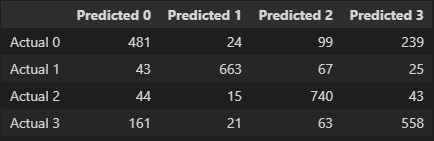 Predicted 0 Predicted 1 Predicted 2 Predicted 3
Actual 0 481 24 99 239
Actual 1 43 663 67 25
Actual 2 44 15 740 43
Actual 3 161 21 63 558